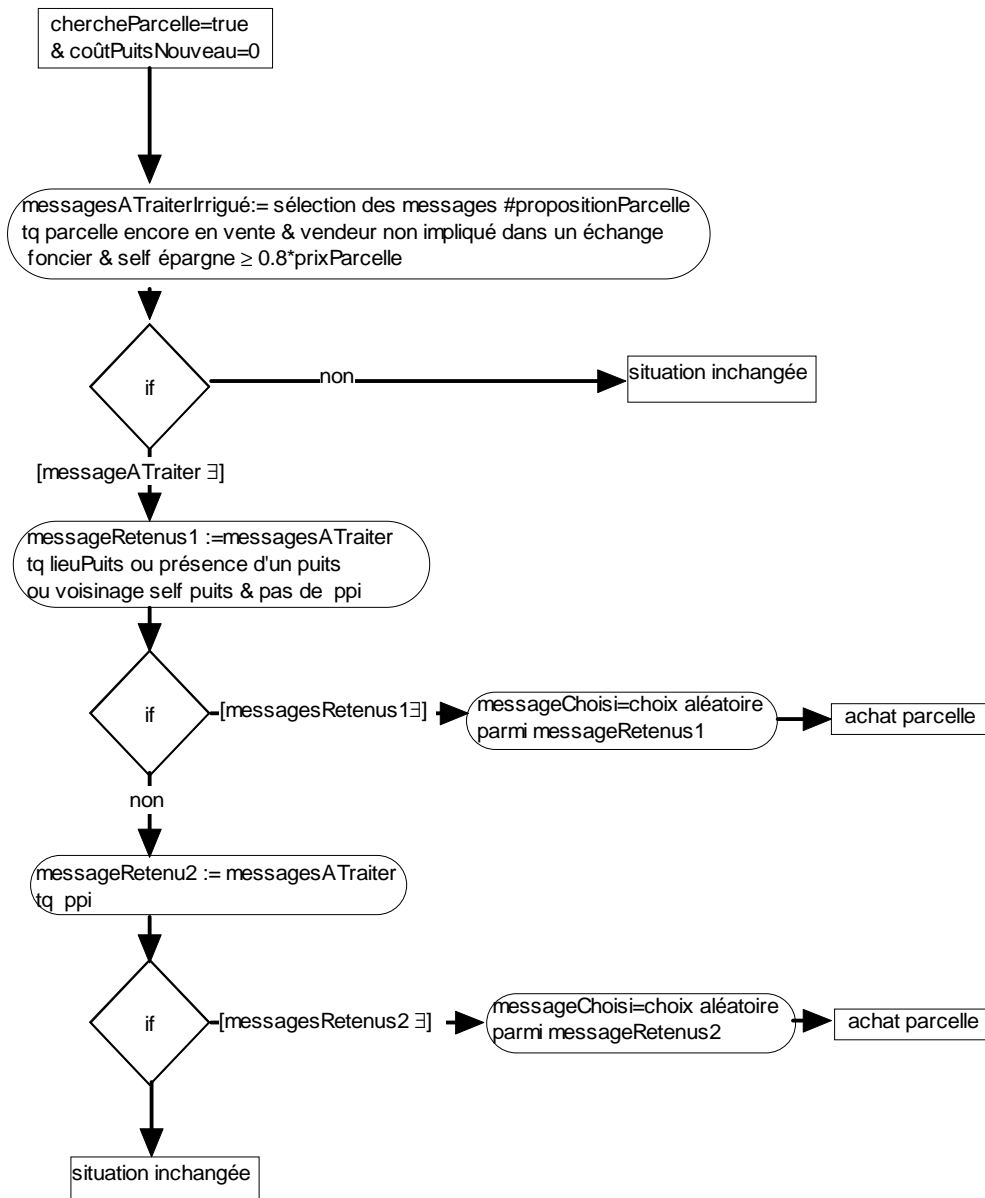 chercheParcelle=true
& coûtPuitsNouveau=0
messagesATraiterIrrigué:= sélection des messages #propositionParcelle
tq parcelle encore en vente & vendeur non impliqué dans un échange
foncier & self épargne ≥ 0.8*prixParcelle
if
non
situation inchangée
[messageATraiter ∃]
messageRetenus1 :=messagesATraiter
tq lieuPuits ou présence d'un puits
ou voisinage self puits & pas de ppi
if
[messagesRetenus1∃]
messageChoisi=choix aléatoire
parmi messageRetenus1
achat parcelle
non
messageRetenu2 := messagesATraiter
tq ppi
if
[messagesRetenus2 ∃]
messageChoisi=choix aléatoire
parmi messageRetenus2
achat parcelle
situation inchangée